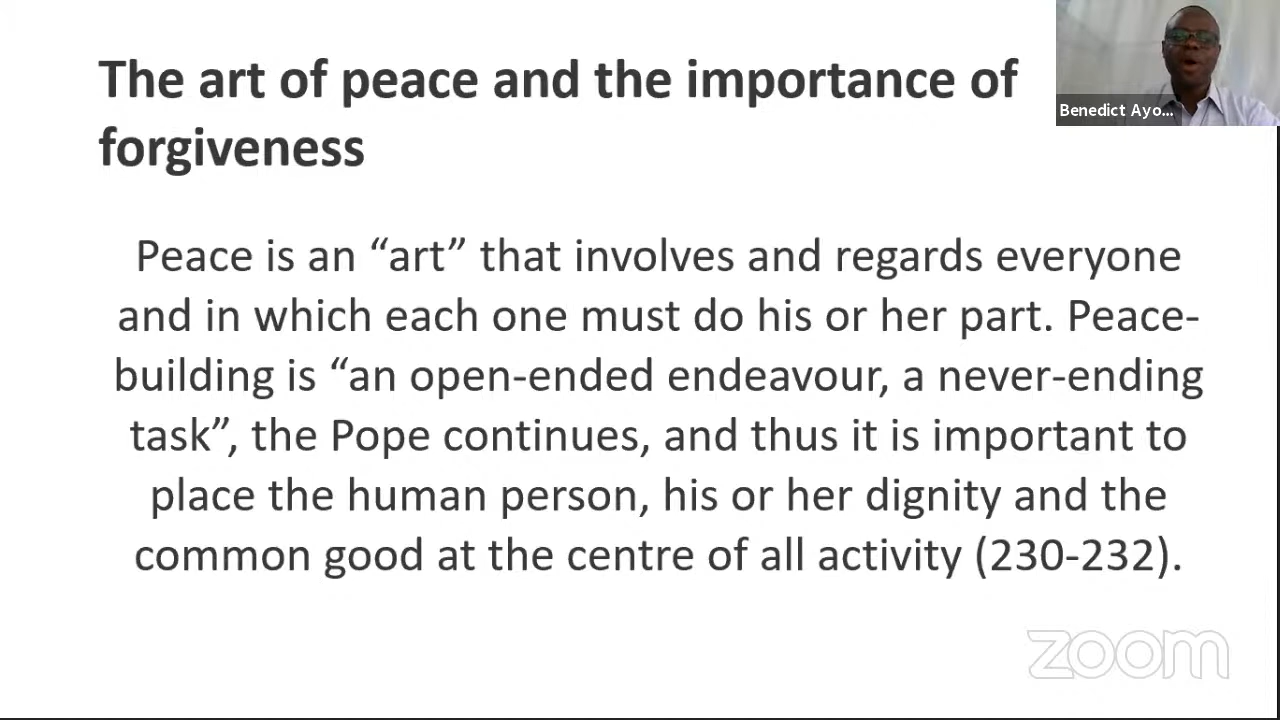 The art of peace and the importance of
forgiveness
Benedict Ayo...
Peace is an “art” that involves and regards everyone
and in which each one must do his or her part. Peace-
building is “an open-ended endeavour, a never-ending
task”, the Pope continues, and thus it is important to
place the human person, his or her dignity and the
common good at the centre of all activity (230-232).
zoom